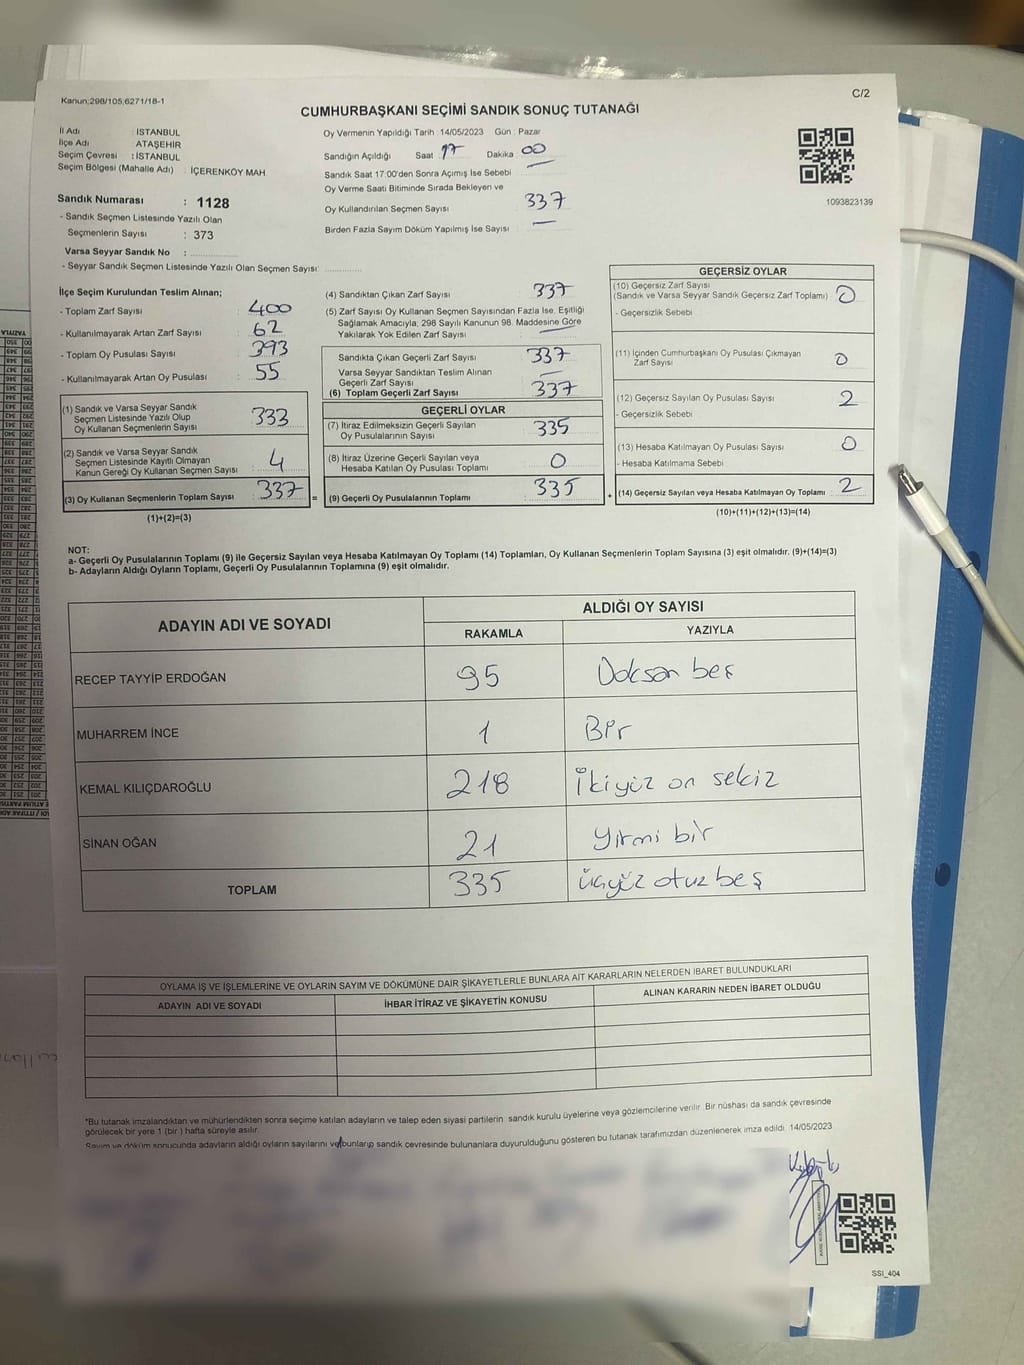 Kanun;298/105,6271/18-1
C/2
CUMHURBAŞKANI SEÇİMİ SANDIK SONUÇ TUTANAĞI
İl Adı : İSTANBUL
İlçe Adı : ATAŞEHİR
Seçim Çevresi : İSTANBUL
Seçim Bölgesi (Mahalle Adı) : İÇERENKÖY MAH.
Sandık Numarası : 1128
- Sandık Seçmen Listesinde Yazılı Olan
Seçmenlerin Sayısı : 373
Varsa Seyyar Sandık No :
- Seyyar Sandık Seçmen Listesinde Yazılı Olan Seçmen Sayısı:
Oy Vermenin Yapıldığı Tarih :14/05/2023 Gün : Pazar
Sandığın Açıldığı Saat 17 Dakika 00
Sandık Saat 17:00'den Sonra Açımış İse Sebebi —
Oy Verme Saati Bitiminde Sırada Bekleyen ve
Oy Kullandırılan Seçmen Sayısı 337
Birden Fazla Sayım Döküm Yapılmış İse Sayısı —
1093823139
İlçe Seçim Kurulundan Teslim Alınan;
- Toplam Zarf Sayısı : 400
- Kullanılmayarak Artan Zarf Sayısı : 62
- Toplam Oy Pusulası Sayısı : 393
- Kullanılmayarak Artan Oy Pusulası : 55
(1) Sandık ve Varsa Seyyar Sandık
Seçmen Listesinde Yazılı Olup
Oy Kullanan Seçmenlerin Sayısı : 333
(2) Sandık ve Varsa Seyyar Sandık
Seçmen Listesinde Kayıtlı Olmayan
Kanun Gereği Oy Kullanan Seçmen Sayısı : 4
(3) Oy Kullanan Seçmenlerin Toplam Sayısı : 337
(1)+(2)=(3)
(4) Sandıktan Çıkan Zarf Sayısı 337
(5) Zarf Sayısı Oy Kullanan Seçmen Sayısından Fazla İse, Eşitliği
Sağlamak Amacıyla, 298 Sayılı Kanunun 98. Maddesine Göre
Yakılarak Yok Edilen Zarf Sayısı —
Sandıkta Çıkan Geçerli Zarf Sayısı 337
Varsa Seyyar Sandıktan Teslim Alınan
Geçerli Zarf Sayısı —
(6) Toplam Geçerli Zarf Sayısı 337
GEÇERLİ OYLAR
(7) İtiraz Edilmeksizin Geçerli Sayılan
Oy Pusulalarının Sayısı 335
(8) İtiraz Üzerine Geçerli Sayılan veya
Hesaba Katılan Oy Pusulası Toplamı 0
= (9) Geçerli Oy Pusulalarının Toplamı 335
GEÇERSİZ OYLAR
(10) Geçersiz Zarf Sayısı
(Sandık ve Varsa Seyyar Sandık Geçersiz Zarf Toplamı) : 0
- Geçersizlik Sebebi
(11) İçinden Cumhurbaşkanı Oy Pusulası Çıkmayan
Zarf Sayısı 0
(12) Geçersiz Sayılan Oy Pusulası Sayısı 2
- Geçersizlik Sebebi
(13) Hesaba Katılmayan Oy Pusulası Sayısı 0
- Hesaba Katılmama Sebebi
+ (14) Geçersiz Sayılan veya Hesaba Katılmayan Oy Toplamı : 2
(10)+(11)+(12)+(13)=(14)
NOT:
a- Geçerli Oy Pusulalarının Toplamı (9) ile Geçersiz Sayılan veya Hesaba Katılmayan Oy Toplamı (14) Toplamları, Oy Kullanan Seçmenlerin Toplam Sayısına (3) eşit olmalıdır. (9)+(14)=(3)
b- Adayların Aldığı Oyların Toplamı, Geçerli Oy Pusulalarının Toplamına (9) eşit olmalıdır.
ADAYIN ADI VE SOYADI
ALDIĞI OY SAYISI
RAKAMLA YAZIYLA
RECEP TAYYİP ERDOĞAN 95 Doksan beş
MUHARREM İNCE 1 Bir
KEMAL KILIÇDAROĞLU 218 İkiyüz on sekiz
SİNAN OĞAN 21 yirmi bir
TOPLAM 335 üçyüz otuz beş
OYLAMA İŞ VE İŞLEMLERİNE VE OYLARIN SAYIM VE DÖKÜMÜNE DAİR ŞİKAYETLERLE BUNLARA AİT KARARLARIN NELERDEN İBARET BULUNDUKLARI
ADAYIN ADI VE SOYADI İHBAR İTİRAZ VE ŞİKAYETİN KONUSU ALINAN KARARIN NEDEN İBARET OLDUĞU
*Bu tutanak imzalandıktan ve mühürlendikten sonra seçime katılan adayların ve talep eden siyasi partilerin sandık kurulu üyelerine veya gözlemcilerine verilir. Bir nüshası da sandık çevresinde
görülecek bir yere 1 (bir ) hafta süreyle asılır.
Sayım ve döküm sonucunda adayların aldığı oyların sayılarını ve bunların sandık çevresinde bulunanlara duyurulduğunu gösteren bu tutanak tarafımızdan düzenlenerek imza edildi. 14/05/2023
SSI_404